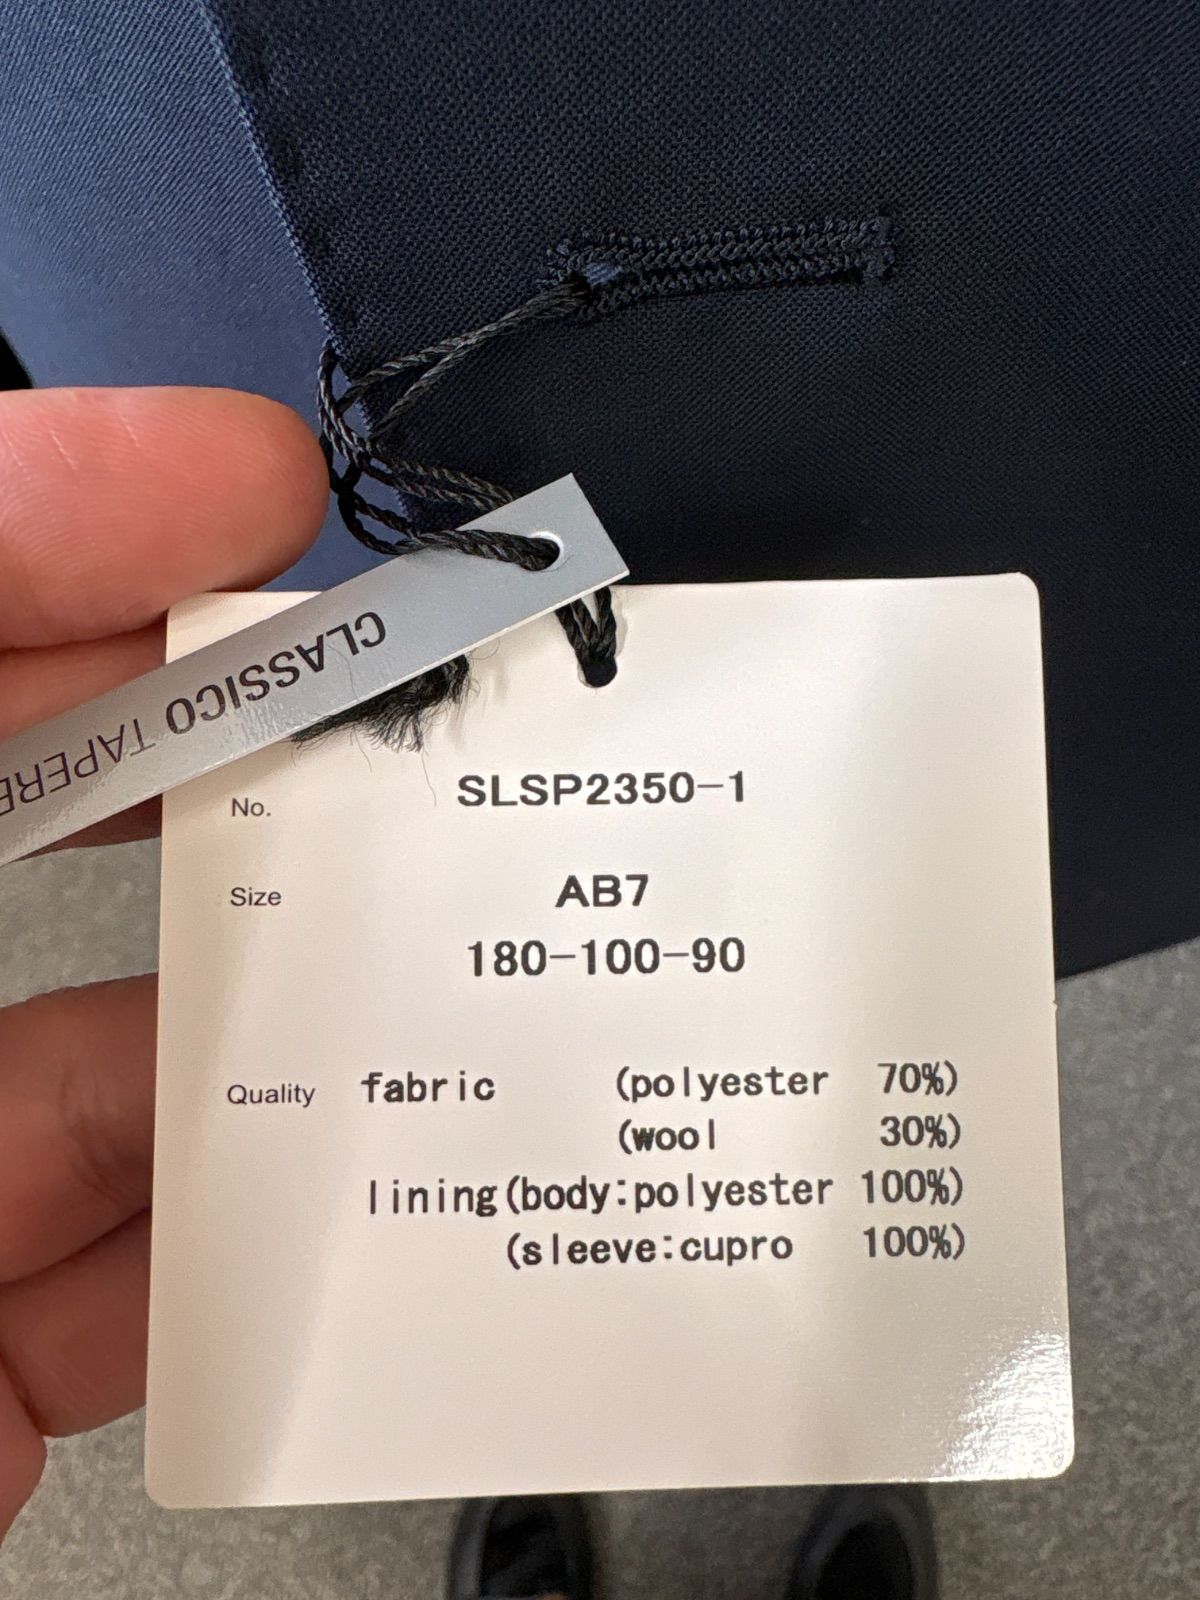 CLASSICO TAPERE
No. SLSP2350-1
Size AB7
180-100-90
Quality fabric (polyester 70%)
(wool 30%)
lining(body:polyester 100%)
(sleeve:cupro 100%)